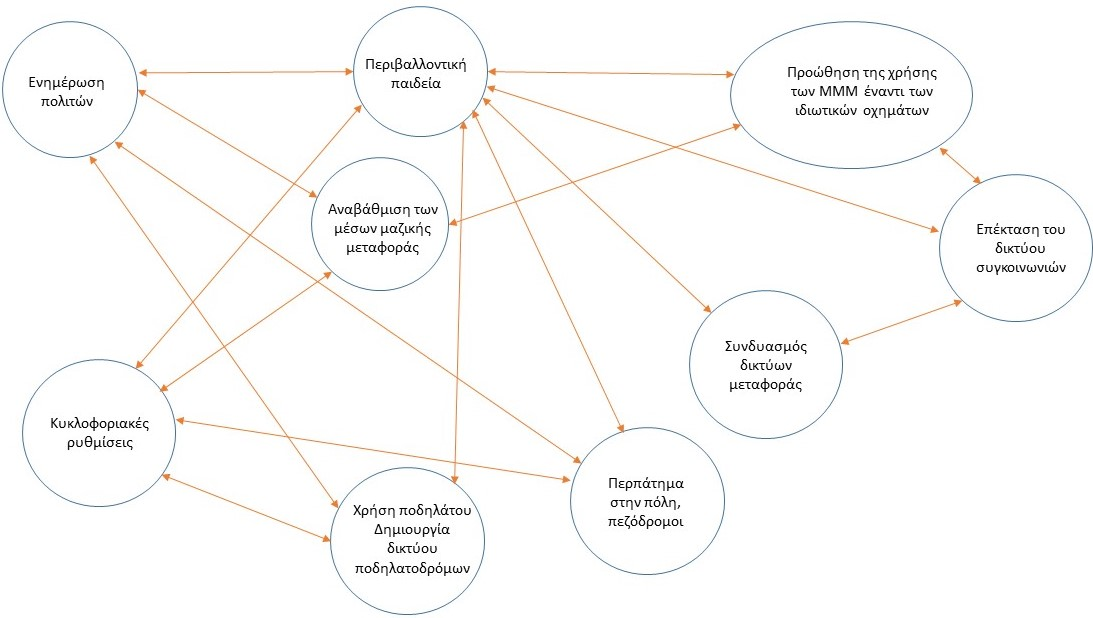 Ενημέρωση
πολιτών
Περιβαλλοντική
παιδεία
Προώθηση της χρήσης
των ΜΜΜ έναντι των
ιδιωτικών οχημάτων
Αναβάθμιση των
μέσων μαζικής
μεταφοράς
Επέκταση του
δικτύου
συγκοινωνιών
Συνδυασμός
δικτύων
μεταφοράς
Κυκλοφοριακές
ρυθμίσεις
Περπάτημα
στην πόλη,
πεζόδρομοι
Χρήση ποδηλάτου
Δημιουργία
δικτύου
ποδηλατοδρόμων